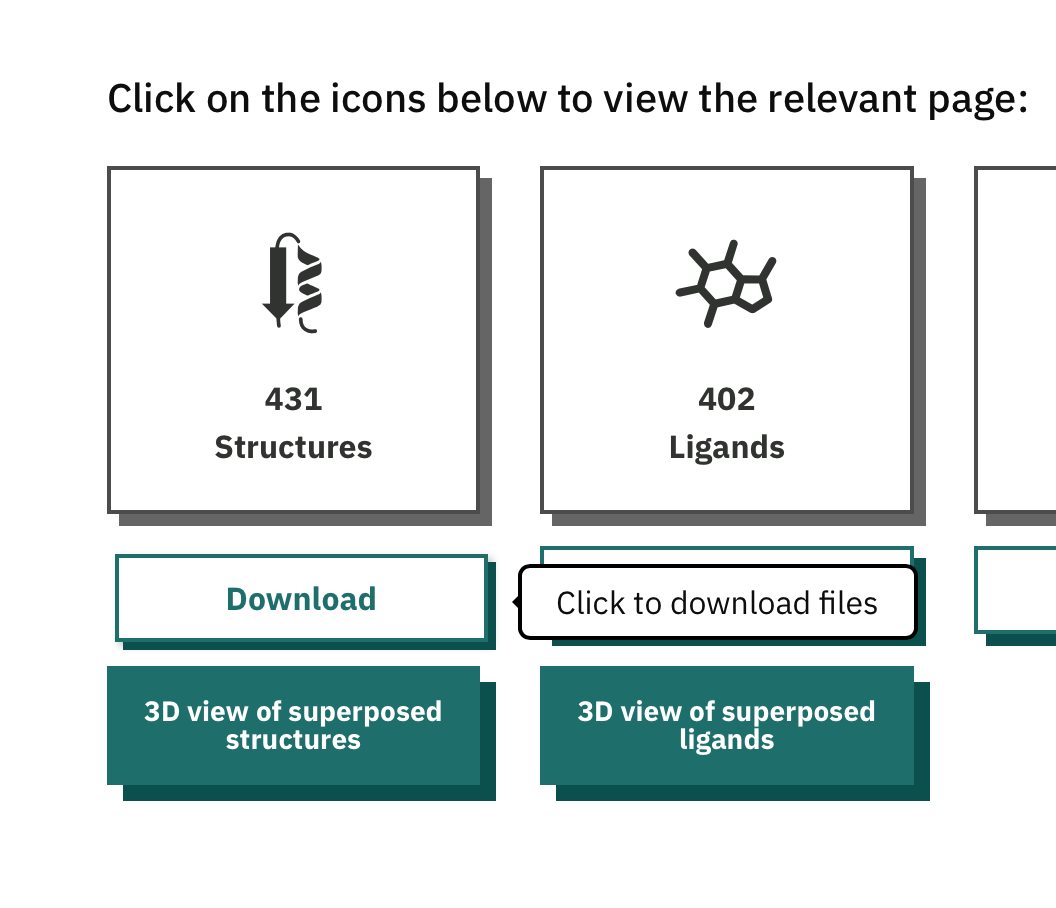 Click on the icons below to view the relevant page:
431
Structures
402
Ligands
Download
Click to download files
3D view of superposed
structures
3D view of superposed
ligands